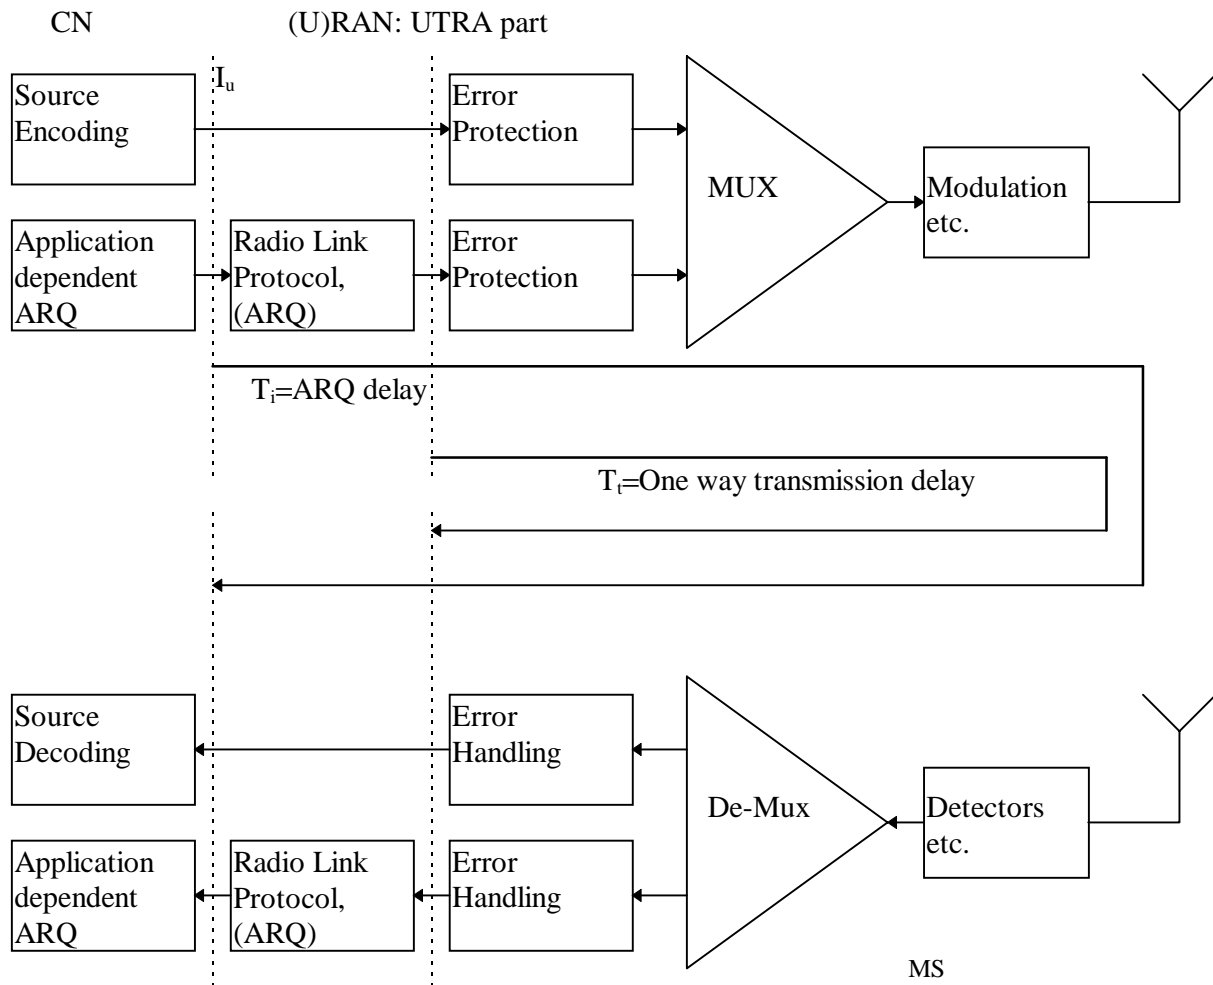 CN
(U)RAN: UTRA part
Iu
Source
Encoding
Error
Protection
MUX
Modulation
etc.
Application
dependent
ARQ
Radio Link
Protocol,
(ARQ)
Error
Protection
Ti=ARQ delay
Tt=One way transmission delay
Source
Decoding
Error
Handling
De-Mux
Detectors
etc.
Application
dependent
ARQ
Radio Link
Protocol,
(ARQ)
Error
Handling
MS